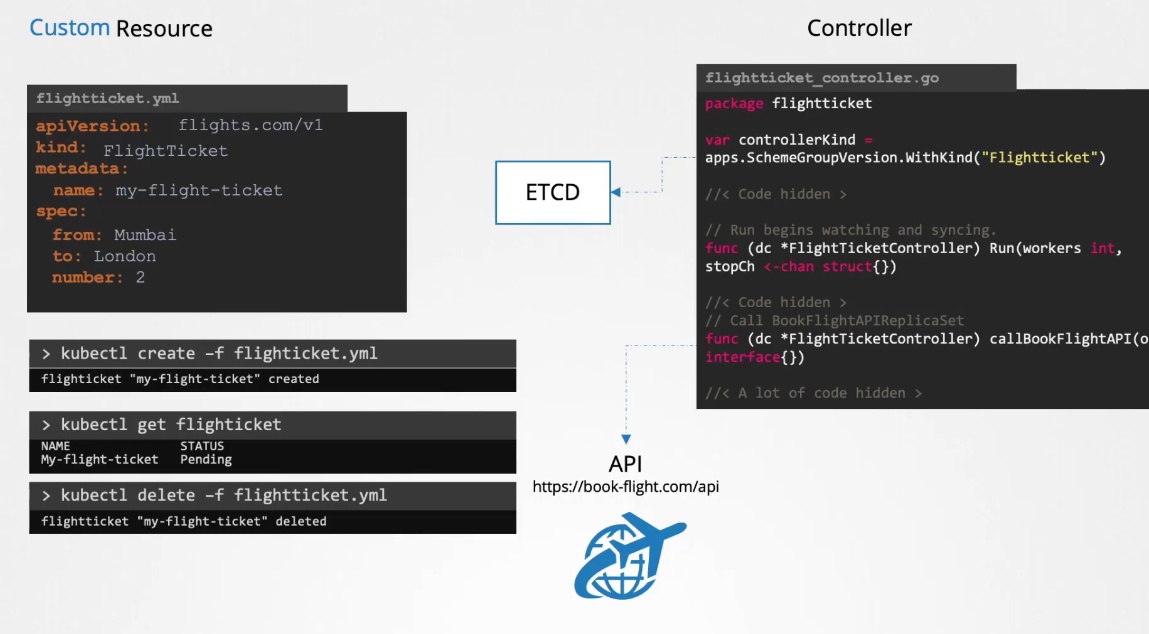 Custom Resource
flightticket.yml
apiVersion: flights.com/v1
kind: FlightTicket
metadata:
name: my-flight-ticket
spec:
from: Mumbai
to: London
number: 2
> kubectl create –f flighticket.yml
flighticket "my-flight-ticket" created
> kubectl get flighticket
NAME STATUS
My-flight-ticket Pending
> kubectl delete –f flightticket.yml
flightticket "my-flight-ticket" deleted
ETCD
API
https://book-flight.com/api
Controller
flightticket_controller.go
package flightticket
var controllerKind =
apps.SchemeGroupVersion.WithKind("Flightticket")
//< Code hidden >
// Run begins watching and syncing.
func (dc *FlightTicketController) Run(workers int,
stopCh <-chan struct{})
//< Code hidden >
// Call BookFlightAPIReplicaSet
func (dc *FlightTicketController) callBookFlightAPI(o
interface{})
//< A lot of code hidden >